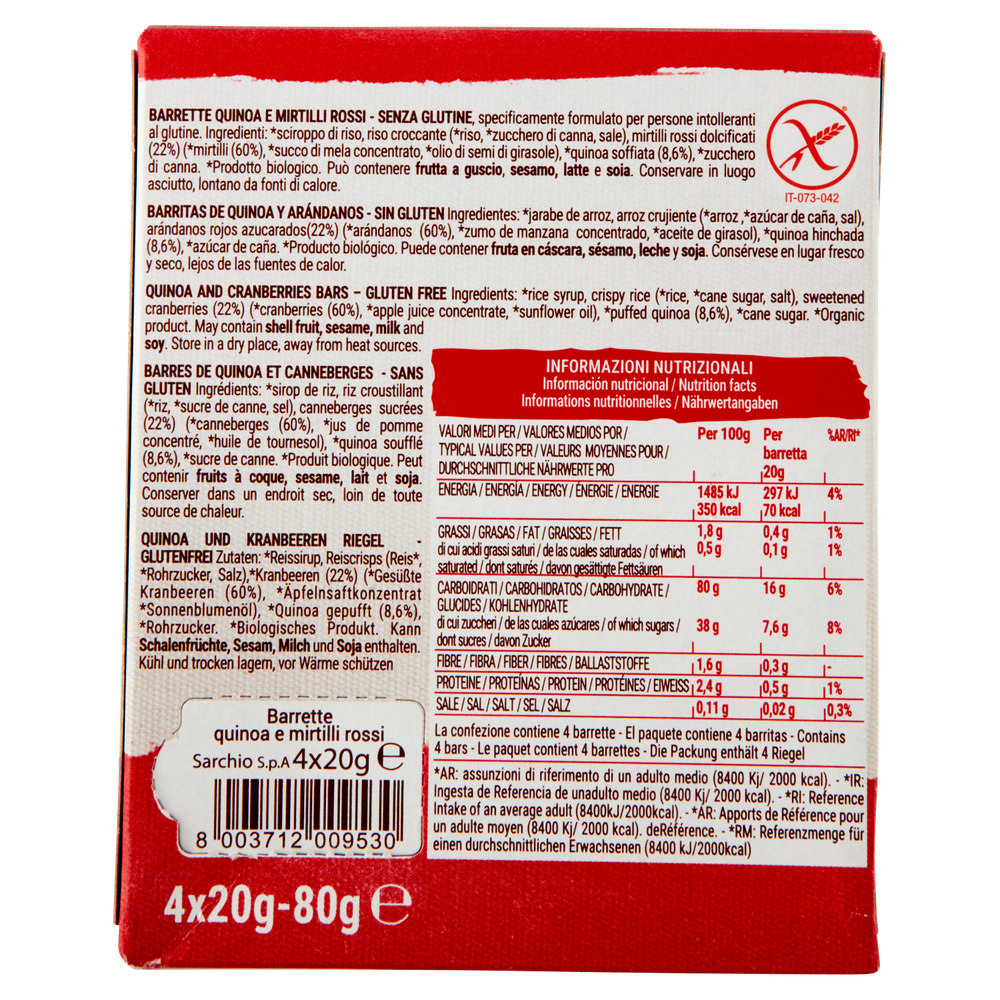 BARRETTE QUINOA E MIRTILLI ROSSI - SENZA GLUTINE, specificamente formulato per persone intolleranti
al glutine. Ingredienti: *sciroppo di riso, riso croccante (*riso, *zucchero di canna, sale), mirtilli rossi dolcificati
(22%) (*mirtilli (60%), *succo di mela concentrato, *olio di semi di girasole), *quinoa soffiata (8,6%), *zucchero
di canna. *Prodotto biologico. Può contenere frutta a guscio, sesamo, latte e soia. Conservare in luogo
asciutto, lontano da fonti di calore.
IT-073-042
BARRITAS DE QUINOA Y ARÁNDANOS - SIN GLUTEN Ingredientes: *jarabe de arroz, arroz crujiente (*arroz ,*azúcar de caña, sal),
arándanos rojos azucarados(22%) (*arándanos (60%), *zumo de manzana concentrado, *aceite de girasol), *quinoa hinchada
(8,6%), *azúcar de caña. *Producto biológico. Puede contener fruta en cáscara, sésamo, leche y soja. Consérvese en lugar fresco
y seco, lejos de las fuentes de calor.
QUINOA AND CRANBERRIES BARS – GLUTEN FREE Ingredients: *rice syrup, crispy rice (*rice, *cane sugar, salt), sweetened
cranberries (22%) (*cranberries (60%), *apple juice concentrate, *sunflower oil), *puffed quinoa (8,6%), *cane sugar. *Organic
product. May contain shell fruit, sesame, milk and
soy. Store in a dry place, away from heat sources.
BARRES DE QUINOA ET CANNEBERGES - SANS
GLUTEN Ingrédients: *sirop de riz, riz croustillant
(*riz, *sucre de canne, sel), canneberges sucrées
(22%) (*canneberges (60%), *jus de pomme
concentré, *huile de tournesol), *quinoa soufflé
(8,6%), *sucre de canne. *Produit biologique. Peut
contenir fruits à coque, sesame, lait et soja.
Conserver dans un endroit sec, loin de toute
source de chaleur.
QUINOA UND KRANBEEREN RIEGEL -
GLUTENFREI Zutaten: *Reissirup, Reiscrisps (Reis*,
*Rohrzucker, Salz),*Kranbeeren (22%) (*Gesüßte
Kranbeeren (60%), *Äpfelnsaftkonzentrat
*Sonnenblumenöl), *Quinoa gepufft (8,6%),
*Rohrzucker. *Biologisches Produkt. Kann
Schalenfrüchte, Sesam, Milch und Soja enthalten.
Kühl und trocken lagern, vor Wärme schützen
INFORMAZIONI NUTRIZIONALI
Información nutricional / Nutrition facts
Informations nutritionnelles / Nährwertangaben
VALORI MEDI PER / VALORES MEDIOS POR / Per 100g Per %AR/RI*
TYPICAL VALUES PER / VALEURS MOYENNES POUR / barretta
DURCHSCHNITTLICHE NÄHRWERTE PRO 20g
ENERGIA / ENERGÍA / ENERGY / ÉNERGIE / ENERGIE 1485 kJ 297 kJ 4%
350 kcal 70 kcal
GRASSI / GRASAS / FAT / GRAISSES / FETT 1,8 g 0,4 g 1%
di cui acidi grassi saturi / de las cuales saturadas / of which 0,5 g 0,1 g 1%
saturated / dont saturés / davon gesättigte Fettsäuren
CARBOIDRATI / CARBOHIDRATOS / CARBOHYDRATE / 80 g 16 g 6%
GLUCIDES / KOHLENHYDRATE
di cui zuccheri / de las cuales azúcares / of which sugars / 38 g 7,6 g 8%
dont sucres / davon Zucker
FIBRE / FIBRA / FIBER / FIBRES / BALLASTSTOFFE 1,6 g 0,3 g -
PROTEINE / PROTEÍNAS / PROTEIN / PROTÉINES / EIWEISS 2,4 g 0,5 g 1%
SALE / SAL / SALT / SEL / SALZ 0,11 g 0,02 g 0,3%
La confezione contiene 4 barrette - El paquete contiene 4 barritas - Contains
4 bars - Le paquet contient 4 barrettes - Die Packung enthält 4 Riegel
*AR: assunzioni di riferimento di un adulto medio (8400 Kj/ 2000 kcal). - *IR:
Ingesta de Referencia de unadulto medio (8400 Kj/ 2000 kcal). - *RI: Reference
Intake of an average adult (8400kJ/2000kcal). - *AR: Apports de Référence pour
un adulte moyen (8400 Kj/ 2000 kcal). deRéférence. - *RM: Referenzmenge für
einen durchschnittlichen Erwachsenen (8400 kJ/2000kcal)
Barrette
quinoa e mirtilli rossi
Sarchio S.p.A 4x20g e
8 003712 009530
4x20g-80g e